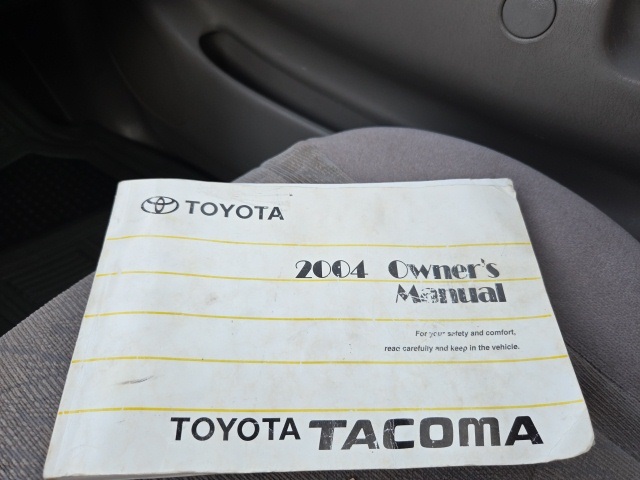 TOYOTA
2004 Owner's
Manual
For your safety and comfort,
read carefully and keep in the vehicle.
TOYOTA TACOMA